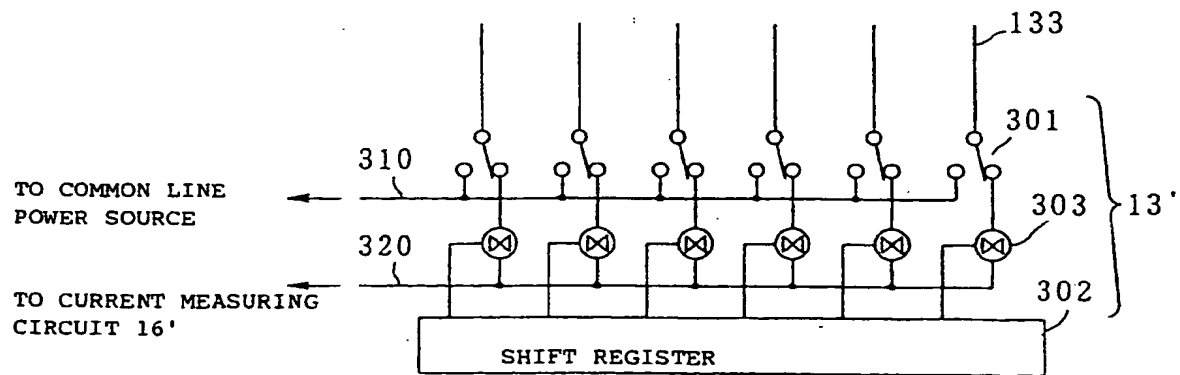 133
301
310
TO COMMON LINE
POWER SOURCE
13'
303
320
TO CURRENT MEASURING
CIRCUIT 16'
302
SHIFT REGISTER